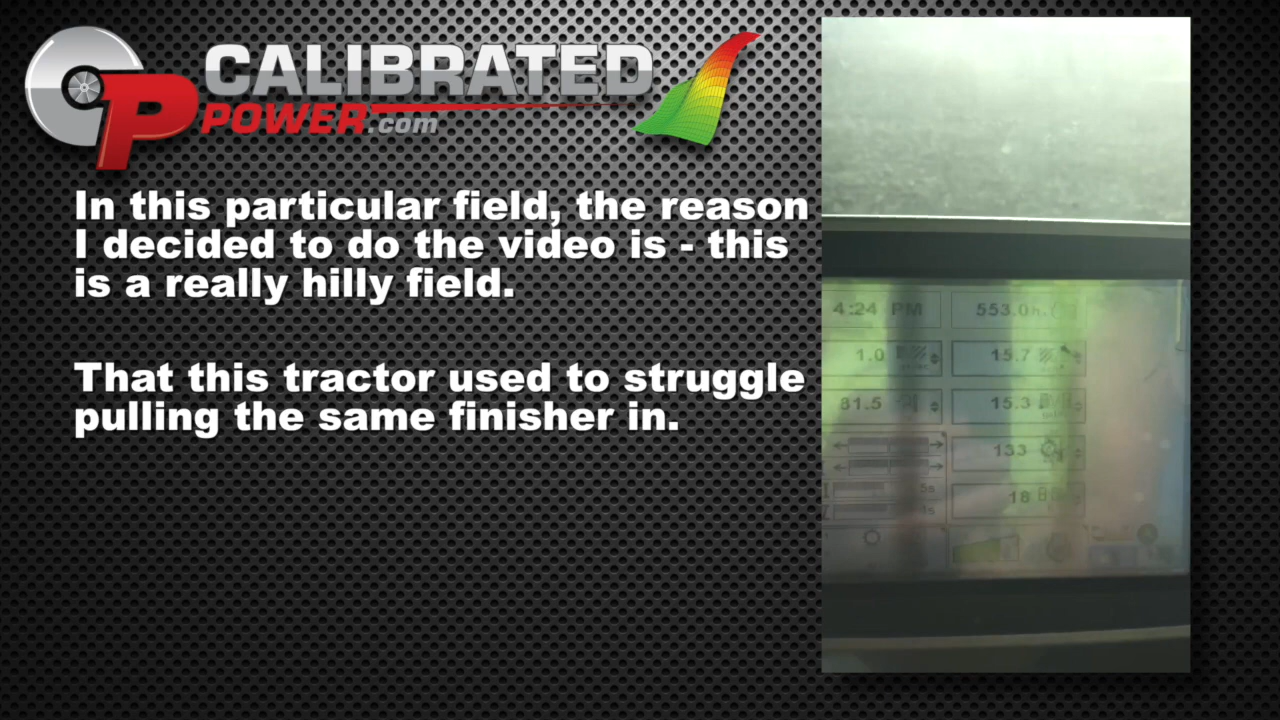 CALIBRATED
POWER.com
In this particular field, the reason
I decided to do the video is - this
is a really hilly field.
That this tractor used to struggle
pulling the same finisher in.
4:24 PM
553.0h
1.0
15.7
81.5
15.3
133
18
5s